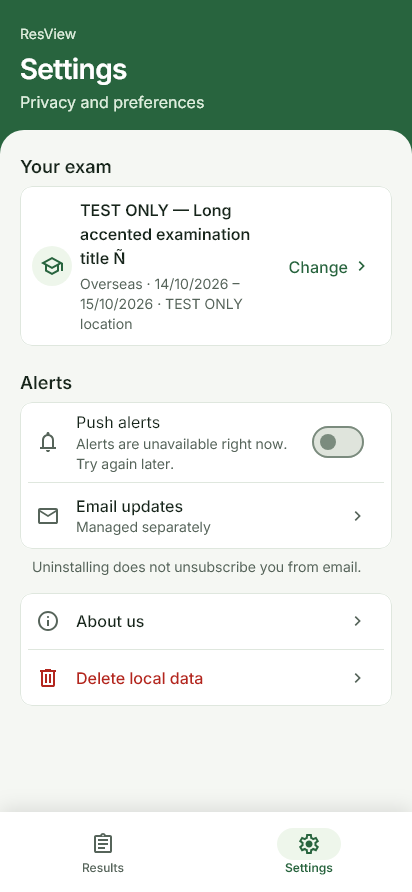 ResView
Settings
Privacy and preferences
Your exam
TEST ONLY — Long
accented examination
title Ñ
Overseas · 14/10/2026 –
15/10/2026 · TEST ONLY
location
Change
Alerts
Push alerts
Alerts are unavailable right now.
Try again later.
Email updates
Managed separately
Uninstalling does not unsubscribe you from email.
About us
Delete local data
Results
Settings